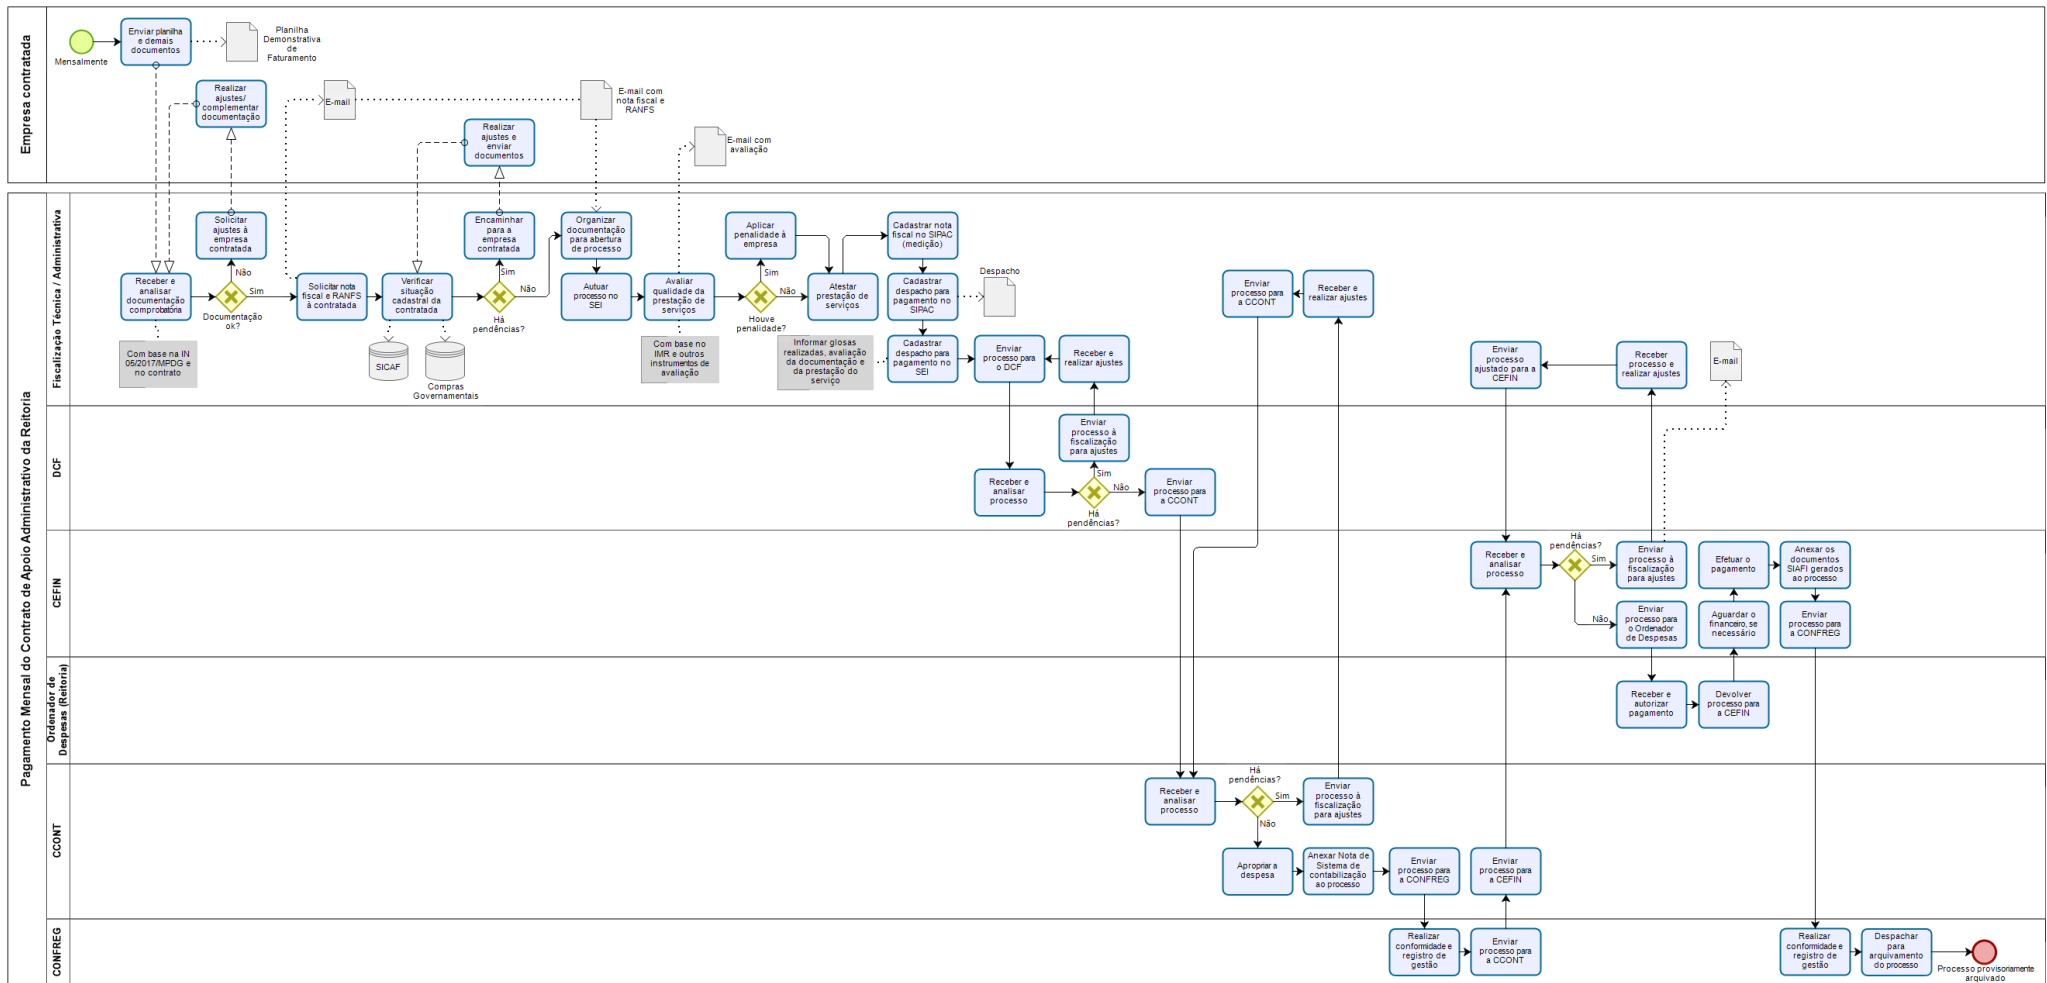 Empresa contratada
Mensalmente
Enviar planilha
e demais
documentos
Planilha
Demonstrativa
de
Faturamento
Realizar
ajustes/
complementar
documentação
E-mail
E-mail com
nota fiscal e
RANFS
Realizar
ajustes e
enviar
documentos
E-mail com
avaliação
Pagamento Mensal do Contrato de Apoio Administrativo da Reitoria
Fiscalização Técnica / Administrativa
Solicitar
ajustes à
empresa
contratada
Encaminhar
para a
empresa
contratada
Organizar
documentação
para abertura
de processo
Aplicar
penalidade à
empresa
Cadastrar nota
fiscal no SIPAC
(medição)
Não
Sim
Receber e
analisar
documentação
comprobatória
Sim
Documentação
ok?
Solicitar nota
fiscal e RANFS
à contratada
Verificar
situação
cadastral da
contratada
Não
Há
pendências?
Autuar
processo no
SEI
Avaliar
qualidade da
prestação de
serviços
Sim
Não
Houve
penalidade?
Atestar
prestação de
serviços
Cadastrar
despacho para
pagamento no
SIPAC
Despacho
Enviar
processo para
a CCONT
Receber e
realizar ajustes
Com base na IN
05/2017/MPDG e
no contrato
SICAF
Compras
Governamentais
Com base no
IMR e outros
instrumentos de
avaliação
Informar glosas
realizadas, avaliação
da documentação e
da prestação do
serviço
Cadastrar
despacho para
pagamento no
SEI
Enviar
processo para
o DCF
Receber e
realizar ajustes
Enviar
processo
ajustado para a
CEFIN
Receber
processo e
realizar ajustes
E-mail
DCF
Enviar
processo à
fiscalização
para ajustes
Receber e
analisar
processo
Sim
Não
Há
pendências?
Enviar
processo para
a CCONT
CEFIN
Receber e
analisar
processo
Há
pendências?
Sim
Não
Enviar
processo à
fiscalização
para ajustes
Efetuar o
pagamento
Anexar os
documentos
SIAFI gerados
ao processo
Enviar
processo para
o Ordenador
de Despesas
Aguardar o
financeiro, se
necessário
Enviar
processo para
a CONFREG
Ordenador de
Despesas (Reitoria)
Receber e
autorizar
pagamento
Devolver
processo para
a CEFIN
CCONT
Receber e
analisar
processo
Há
pendências?
Sim
Não
Enviar
processo à
fiscalização
para ajustes
Apropriar a
despesa
Anexar Nota de
Sistema de
contabilização
ao processo
Enviar
processo para
a CONFREG
Enviar
processo para
a CEFIN
CONFREG
Realizar
conformidade e
registro de
gestão
Enviar
processo para
a CCONT
Realizar
conformidade e
registro de
gestão
Despachar
para
arquivamento
do processo
Processo provisoriamente
arquivado